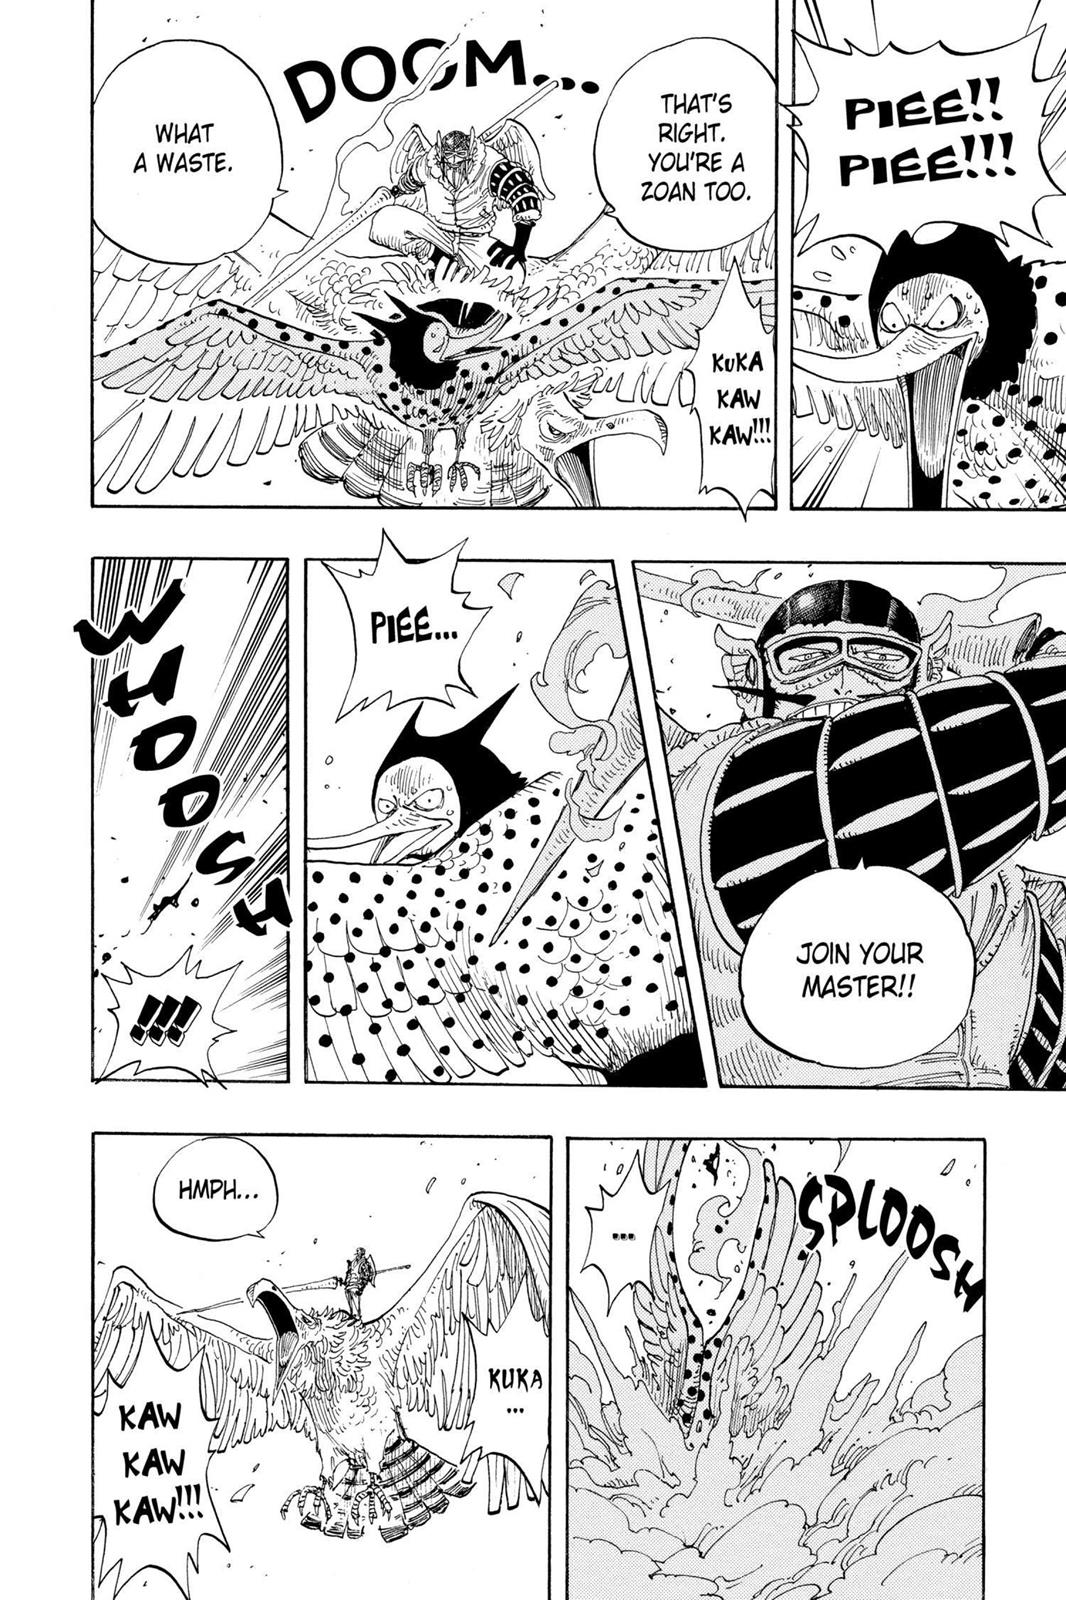 PIEE!!
PIEE!!!
DOOM...
THAT'S
RIGHT.
YOU'RE A
ZOAN TOO.
WHAT
A WASTE.
KUKA
KAW
KAW!!!
JOIN YOUR
MASTER!!
PIEE...
WHOOSH
!!!
SPLOOSH
...
HMPH...
KUKA
...
KAW
KAW
KAW!!!